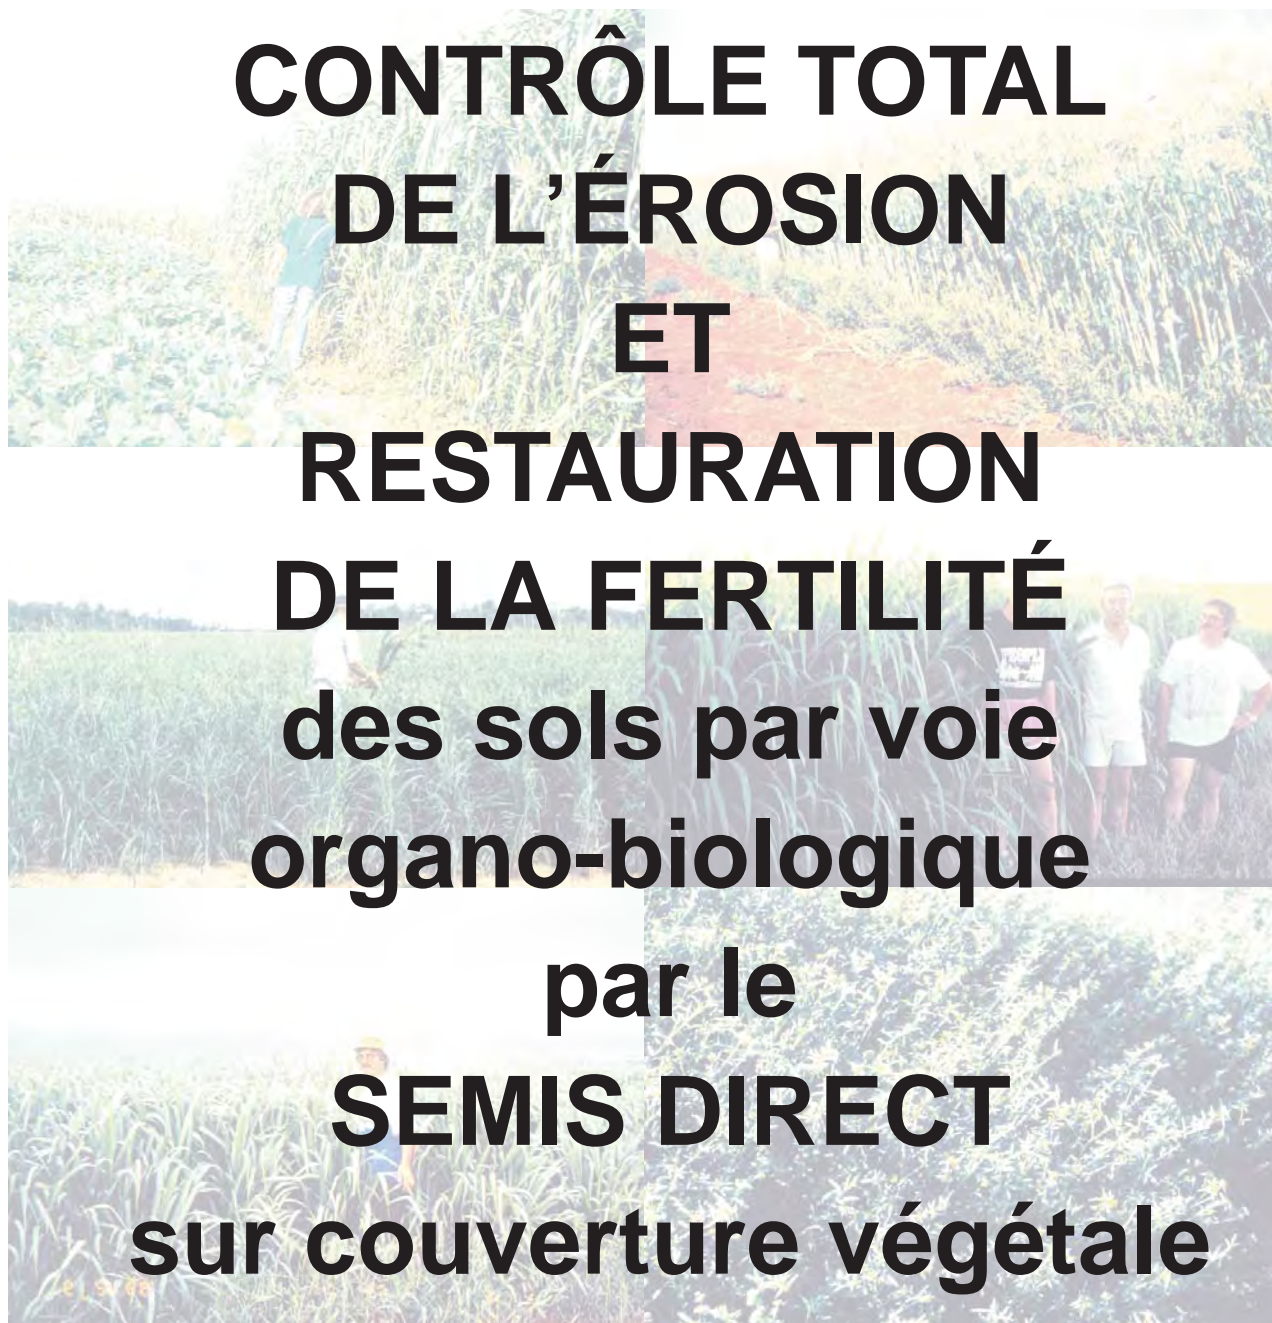 CONTRÔLE TOTAL
DE L’ÉROSION
ET
RESTAURATION
DE LA FERTILITÉ
des sols par voie
organo-biologique
par le
SEMIS DIRECT
sur couverture végétale